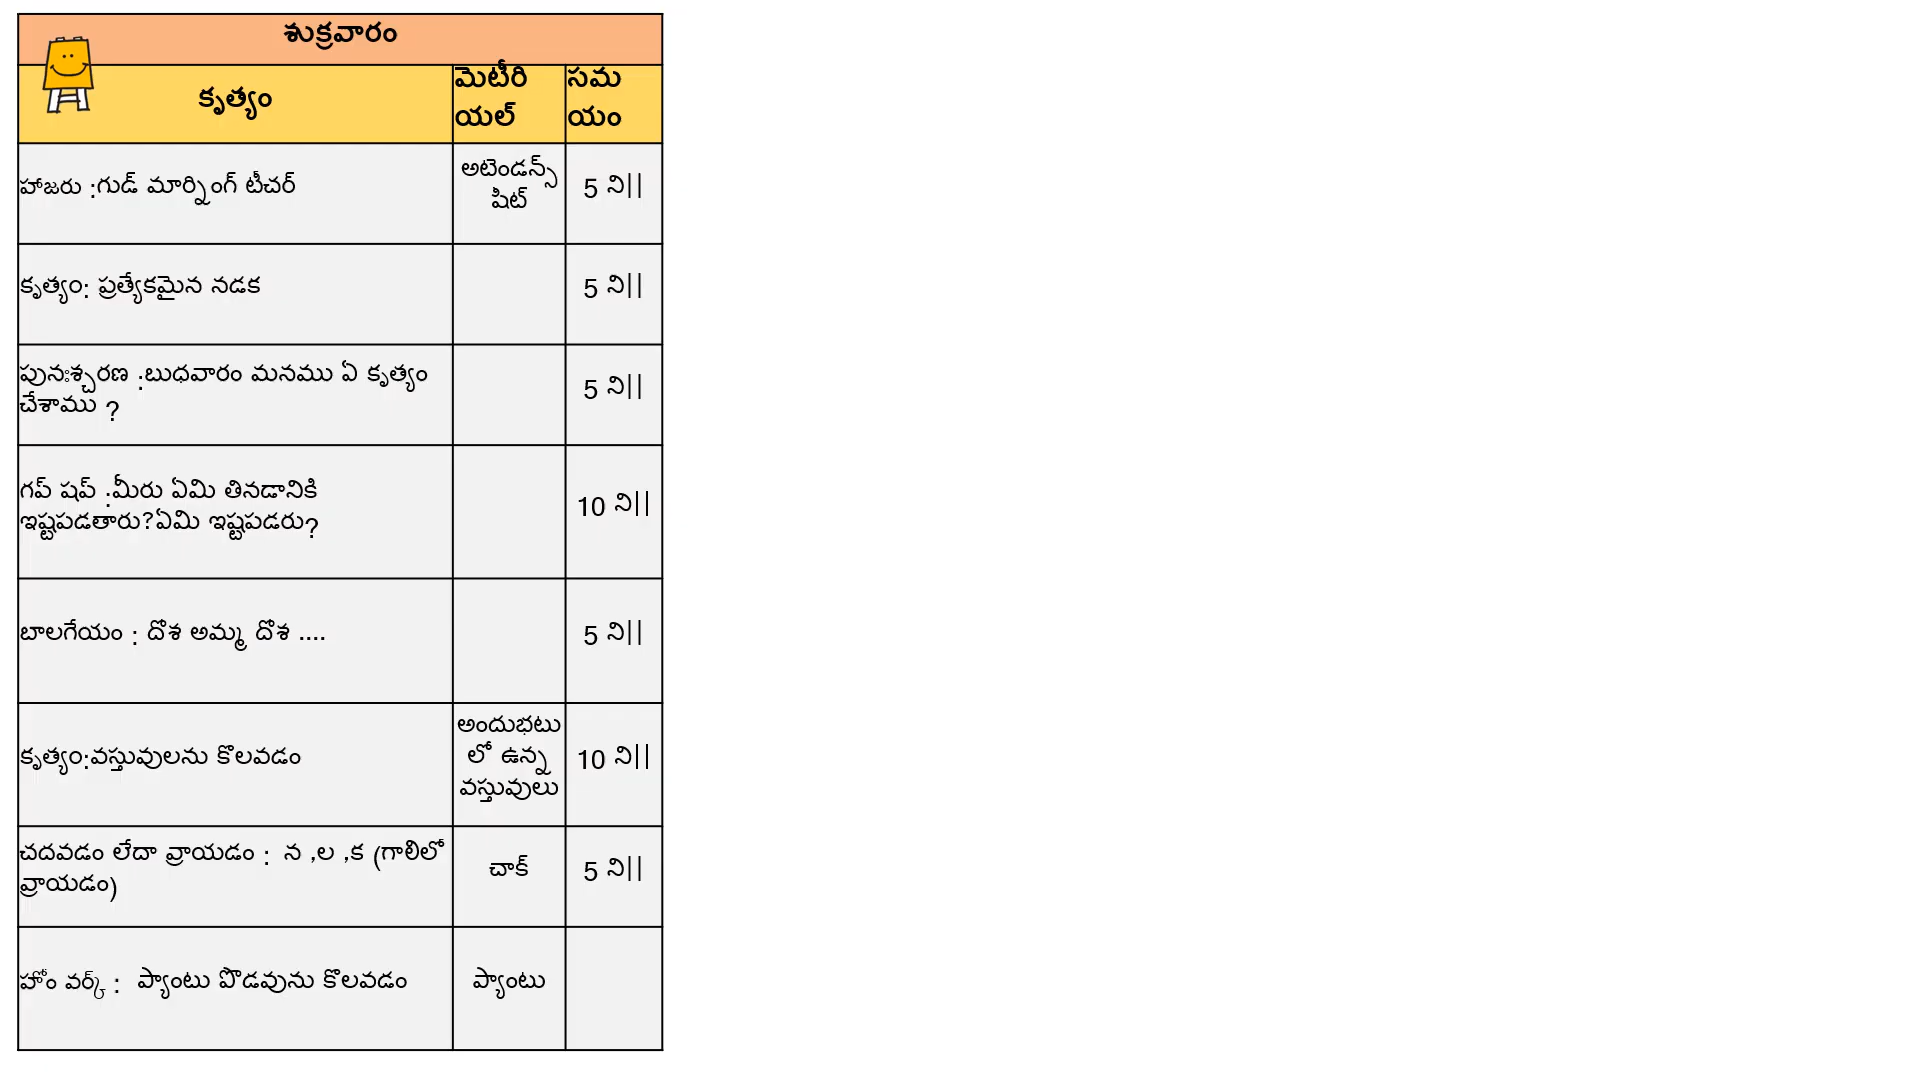 శుక్రవారం
కృత్యం
మెటీరి
యల్
సమ
యం
హాజరు :గుడ్ మార్నింగ్ టీచర్
అటెండన్స్
షీట్
5 ని||
కృత్యం: ప్రత్యేకమైన నడక
5 ని||
పునఃశ్చరణ :బుధవారం మనము ఏ కృత్యం
చేశాము ?
5 ని||
గప్ షప్ :మీరు ఏమి తినడానికి
ఇష్టపడతారు?ఏమి ఇష్టపడరు?
10 ని||
బాలగేయం : దోశ అమ్మ దోశ ....
5 ని||
కృత్యం:వస్తువులను కొలవడం
అందుభటు
లో ఉన్న
వస్తువులు
10 ని||
చదవడం లేదా వ్రాయడం : న ,ల ,క (గాలిలో
వ్రాయడం)
చాక్
5 ని||
హోం వర్క్ : ప్యాంటు పొడవును కొలవడం
ప్యాంటు